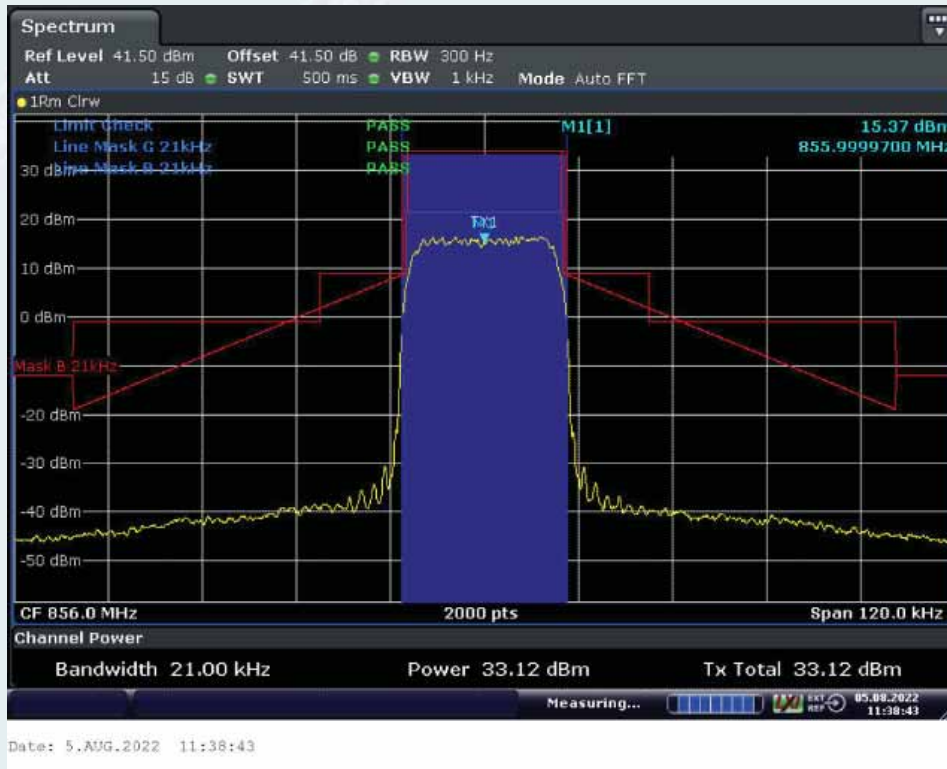 Spectrum
Ref Level 41.50 dBm Offset 41.50 dB RBW 300 Hz
Att 15 dB SWT 500 ms VBW 1 kHz Mode Auto FFT
1Rm Clrw
Limit Check PASS M1[1] 15.37 dBm
Line Mask G 21kHz PASS 855.9999700 MHz
30 dBm Line Mask B 21kHz PASS
20 dBm
10 dBm
0 dBm
Mask B 21kHz
-20 dBm
-30 dBm
-40 dBm
-50 dBm
CF 856.0 MHz 2000 pts Span 120.0 kHz
Channel Power
Bandwidth 21.00 kHz Power 33.12 dBm Tx Total 33.12 dBm
Measuring... EXT REF 05.08.2022
11:38:43
Date: 5.AUG.2022 11:38:43